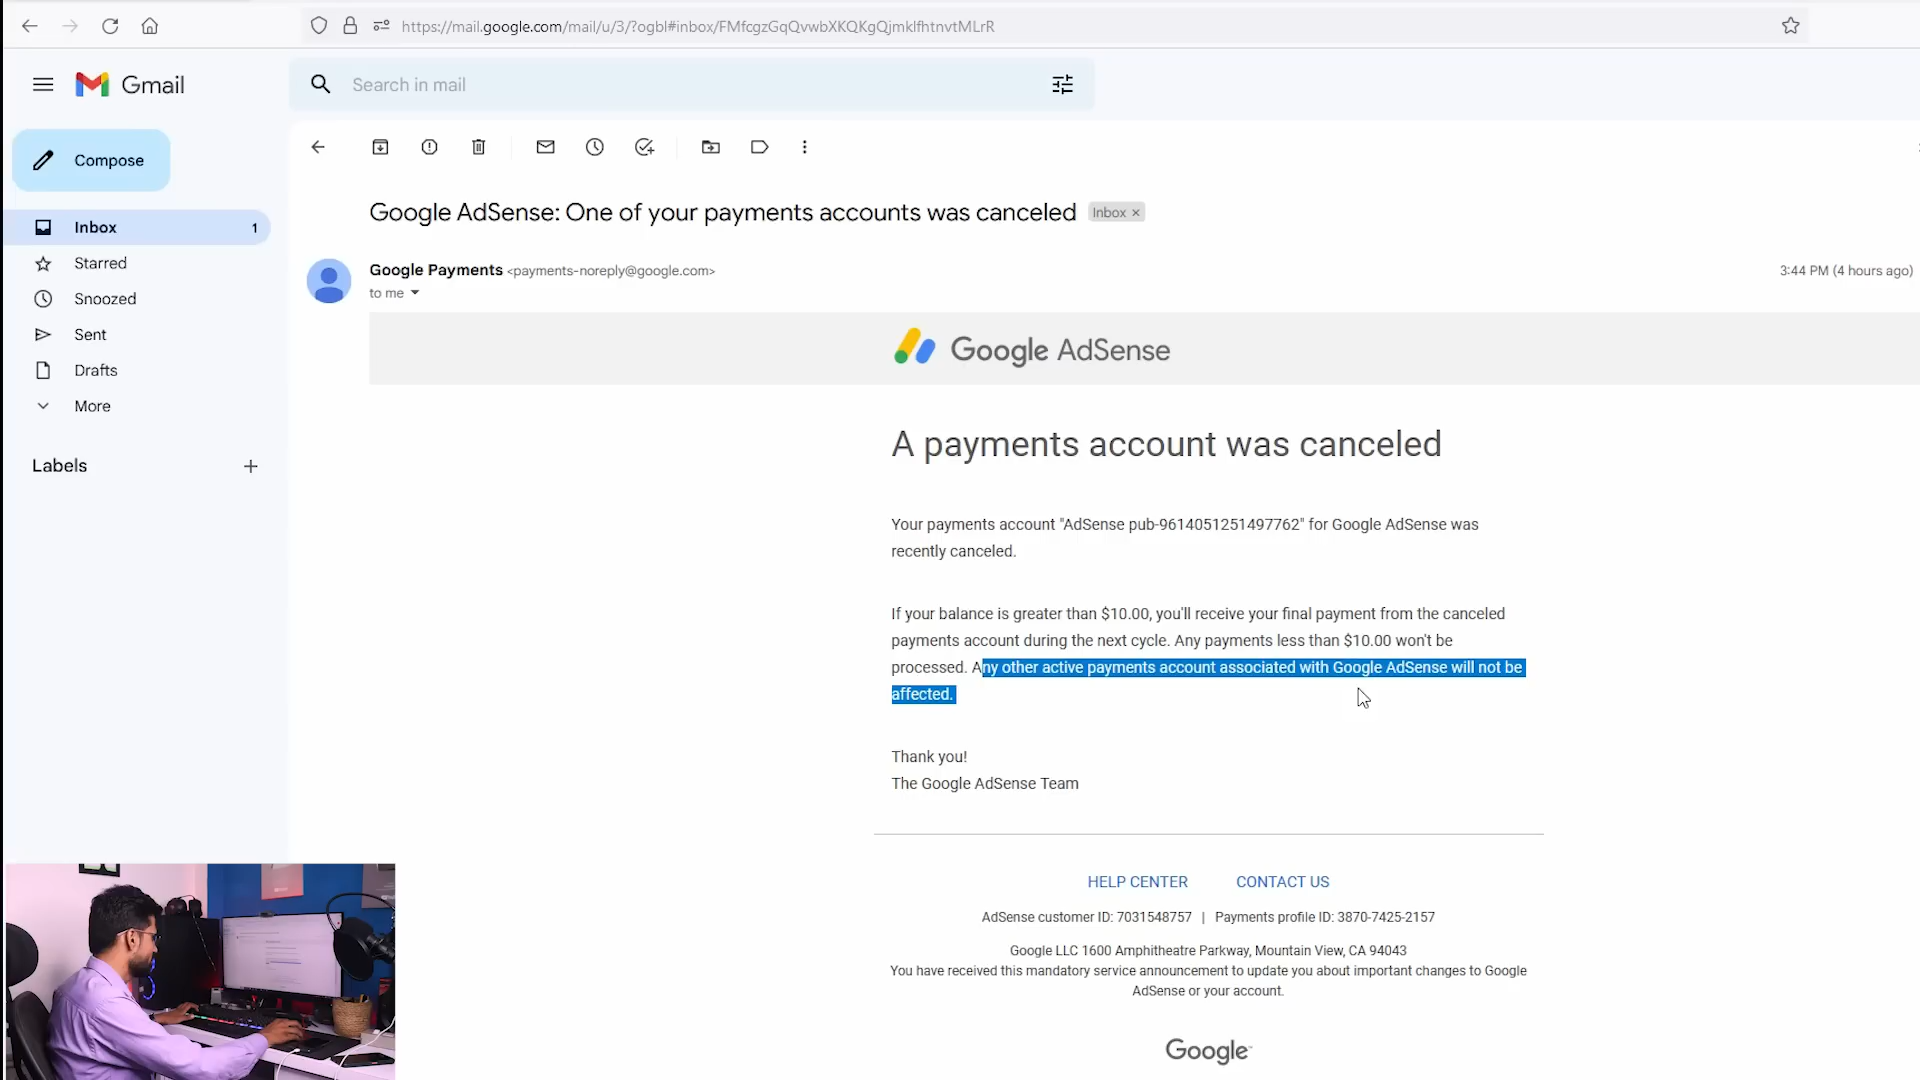 https://mail.google.com/mail/u/3/?ogbl#inbox/FMfcgzGqQvwbXKQKgQjmklfhtnvtMLrR
Gmail
Search in mail
Compose
Inbox 1
Starred
Snoozed
Sent
Drafts
More
Labels
Google AdSense: One of your payments accounts was canceled Inbox ×
Google Payments <payments-noreply@google.com>
3:44 PM (4 hours ago)
to me
Google AdSense
A payments account was canceled
Your payments account "AdSense pub-9614051251497762" for Google AdSense was
recently canceled.
If your balance is greater than $10.00, you'll receive your final payment from the canceled
payments account during the next cycle. Any payments less than $10.00 won't be
processed. Any other active payments account associated with Google AdSense will not be
affected.
Thank you!
The Google AdSense Team
HELP CENTER CONTACT US
AdSense customer ID: 7031548757 | Payments profile ID: 3870-7425-2157
Google LLC 1600 Amphitheatre Parkway, Mountain View, CA 94043
You have received this mandatory service announcement to update you about important changes to Google
AdSense or your account.
Google